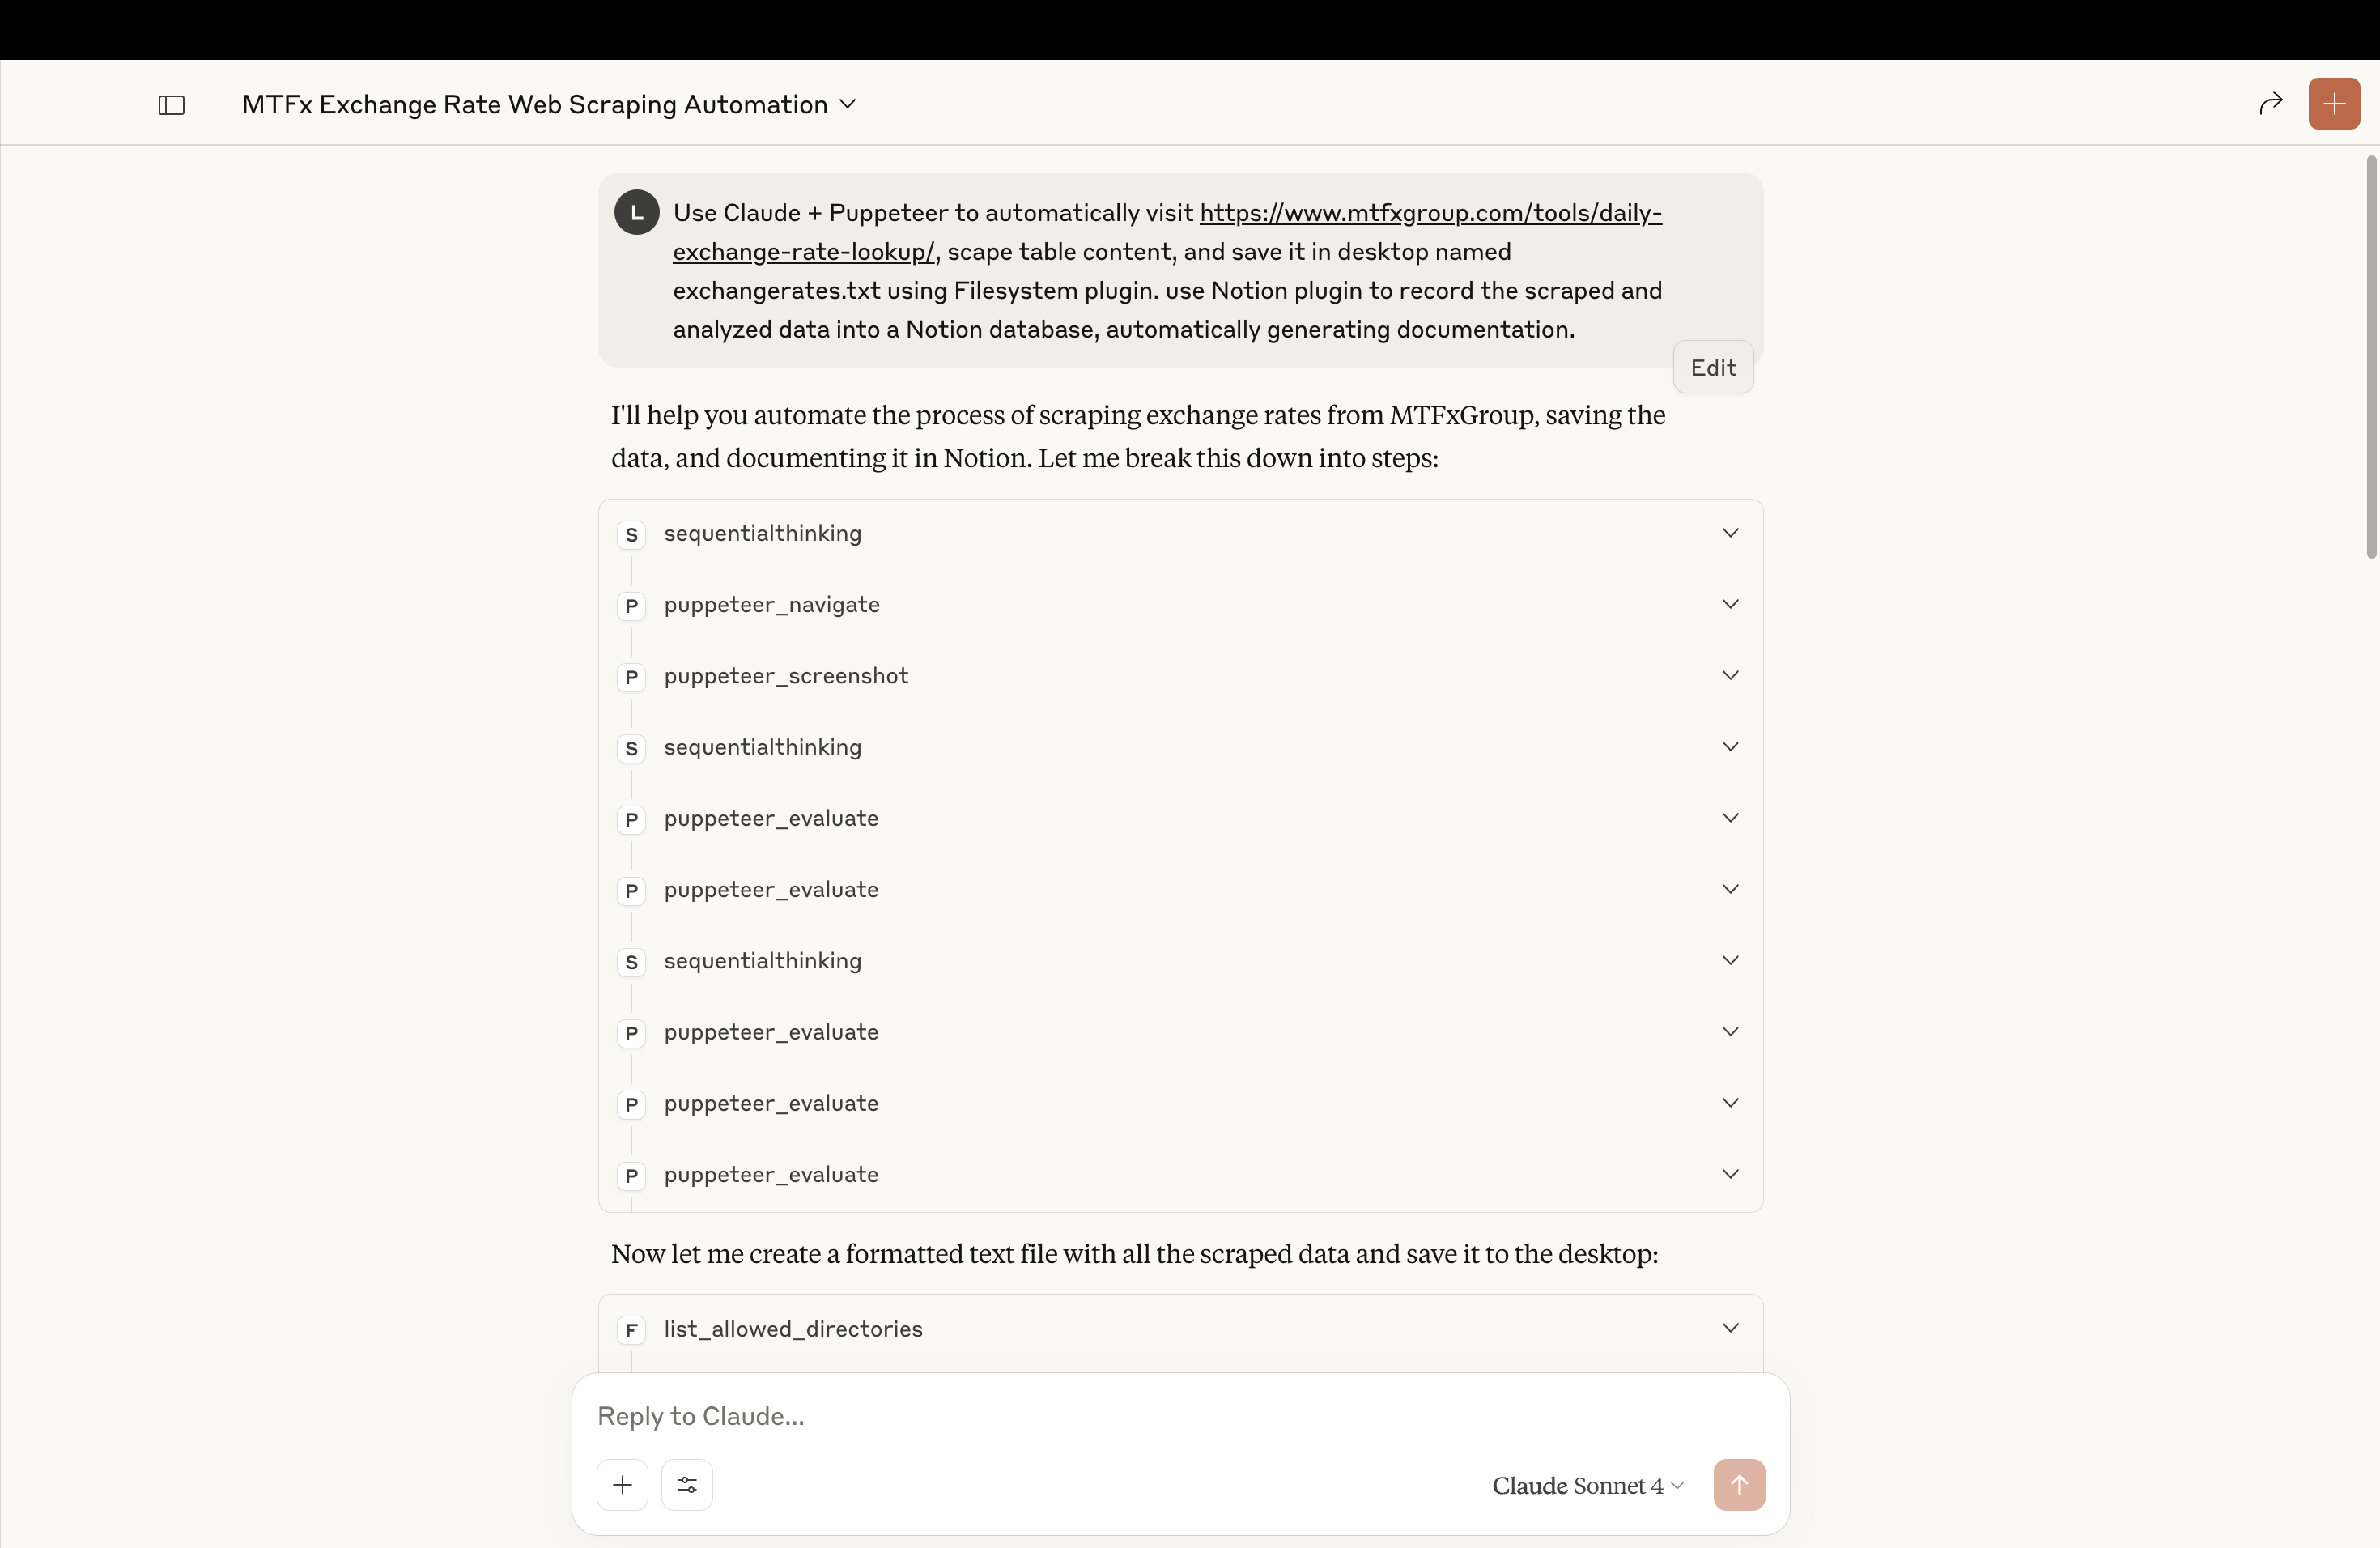 MTFx Exchange Rate Web Scraping Automation
L
Use Claude + Puppeteer to automatically visit https://www.mtfxgroup.com/tools/daily-
exchange-rate-lookup/, scape table content, and save it in desktop named
exchangerates.txt using Filesystem plugin. use Notion plugin to record the scraped and
analyzed data into a Notion database, automatically generating documentation.
Edit
I'll help you automate the process of scraping exchange rates from MTFxGroup, saving the
data, and documenting it in Notion. Let me break this down into steps:
S sequentialthinking
P puppeteer_navigate
P puppeteer_screenshot
S sequentialthinking
P puppeteer_evaluate
P puppeteer_evaluate
S sequentialthinking
P puppeteer_evaluate
P puppeteer_evaluate
P puppeteer_evaluate
Now let me create a formatted text file with all the scraped data and save it to the desktop:
F list_allowed_directories
Reply to Claude...
Claude Sonnet 4